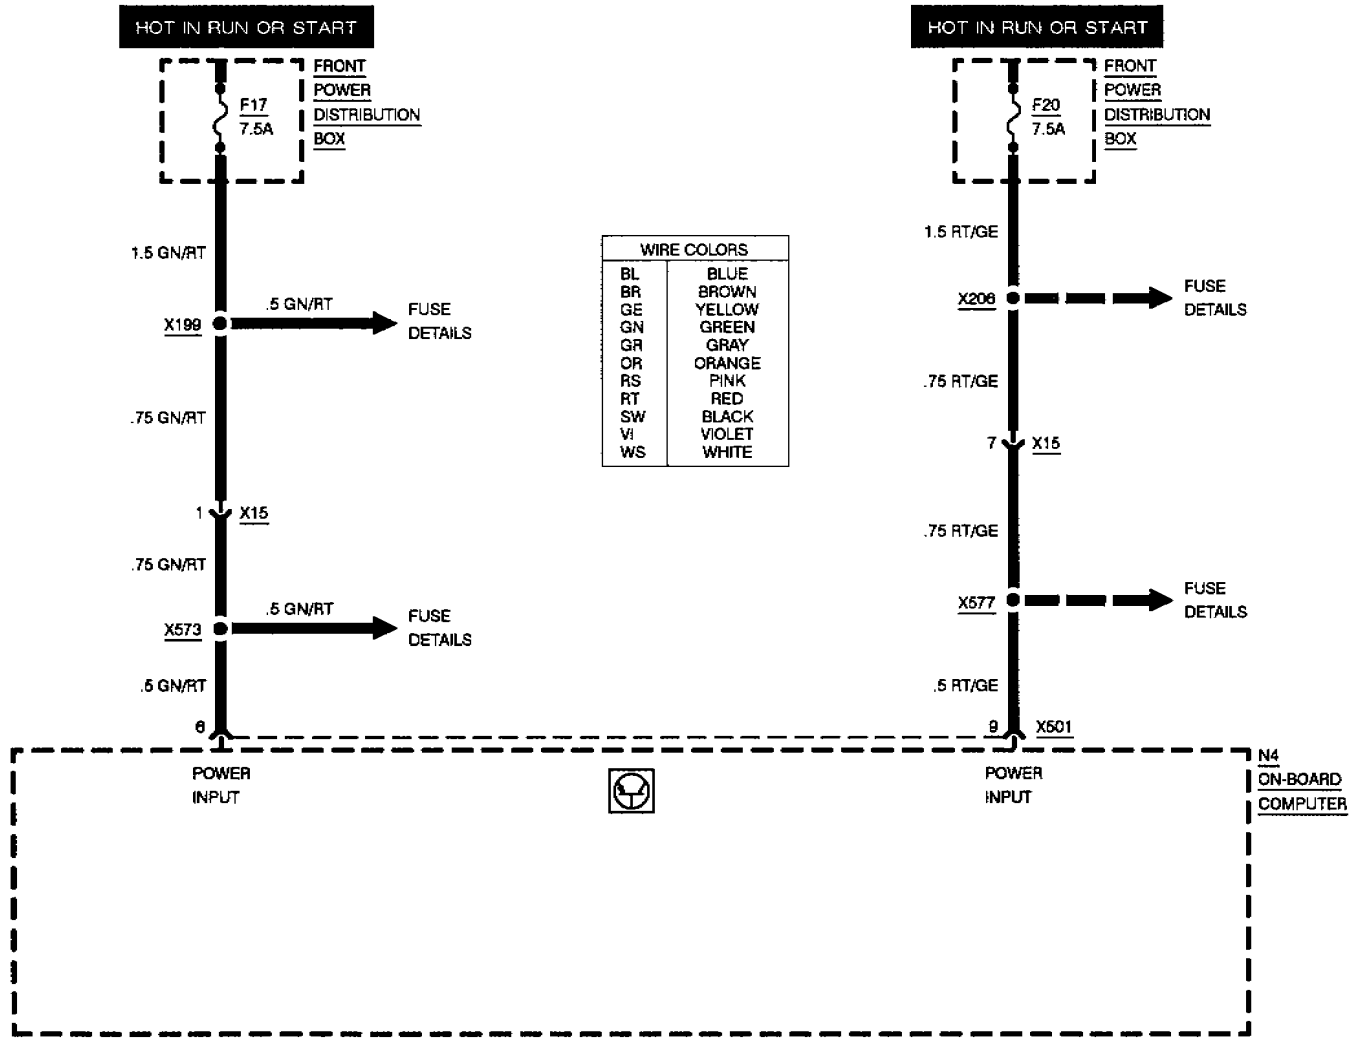 HOT IN RUN OR START
FRONT
POWER
DISTRIBUTION
BOX
F17
7.5A
1.5 GN/RT
X199
.5 GN/RT
FUSE
DETAILS
.75 GN/RT
1
X15
.75 GN/RT
X573
.5 GN/RT
FUSE
DETAILS
.5 GN/RT
6
POWER
INPUT
WIRE COLORS
BL BLUE
BR BROWN
GE YELLOW
GN GREEN
GR GRAY
OR ORANGE
RS PINK
RT RED
SW BLACK
VI VIOLET
WS WHITE
HOT IN RUN OR START
FRONT
POWER
DISTRIBUTION
BOX
F20
7.5A
1.5 RT/GE
X206
FUSE
DETAILS
.75 RT/GE
7
X15
.75 RT/GE
X577
FUSE
DETAILS
.5 RT/GE
9
X501
POWER
INPUT
N4
ON-BOARD
COMPUTER